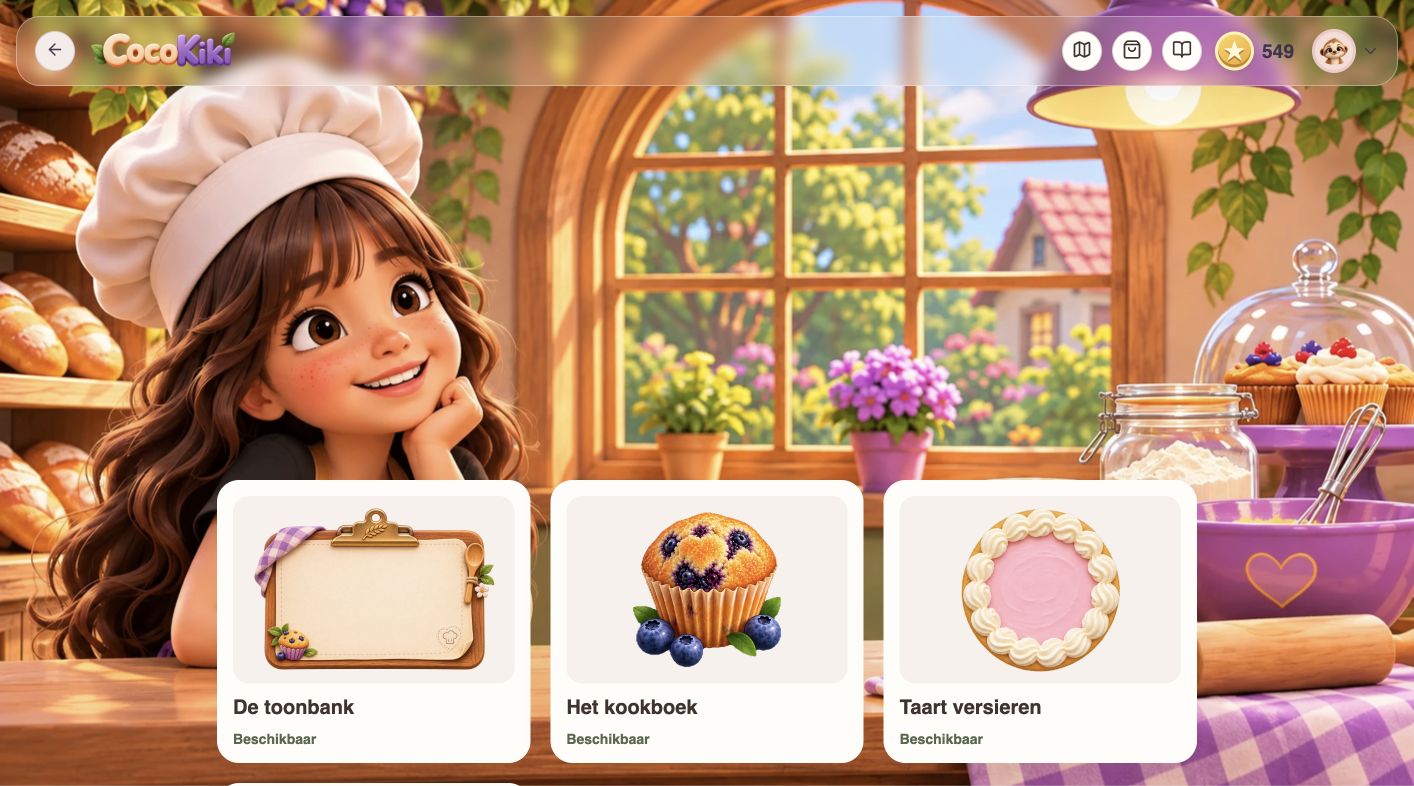 CocoKiki
549
De toonbank
Beschikbaar
Het kookboek
Beschikbaar
Taart versieren
Beschikbaar